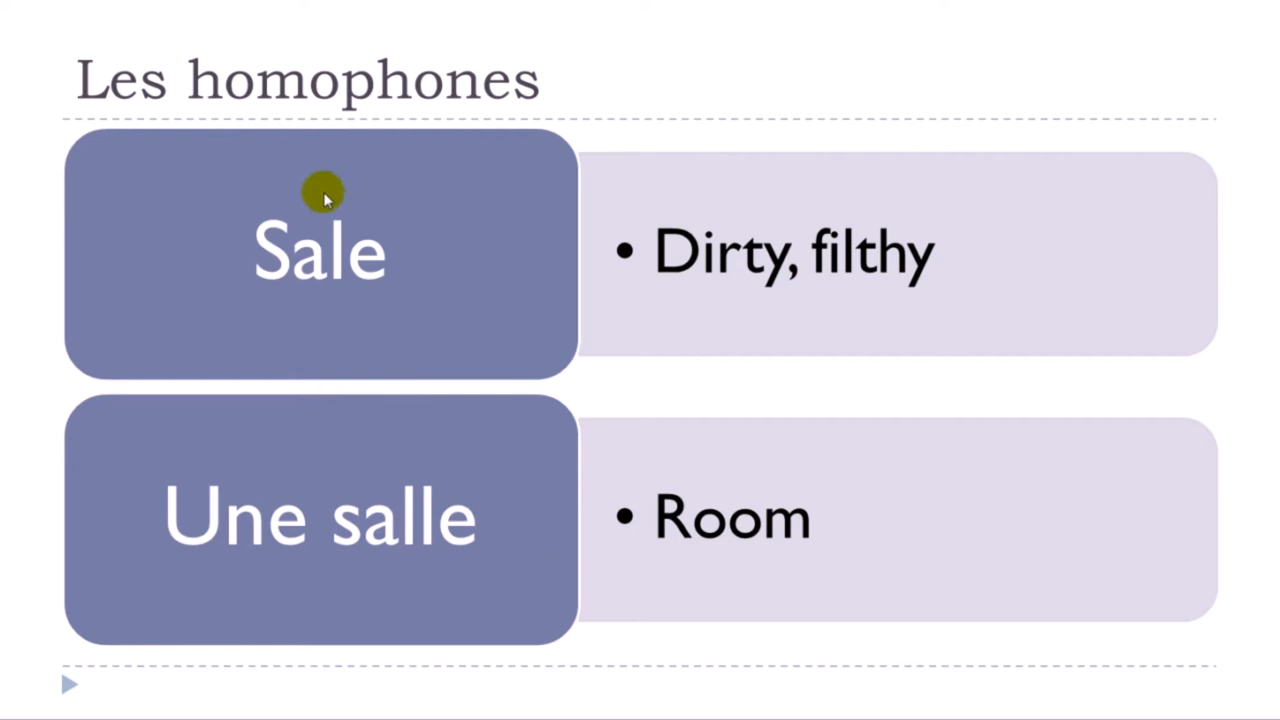 Les homophones
Sale
• Dirty, filthy
Une salle
• Room